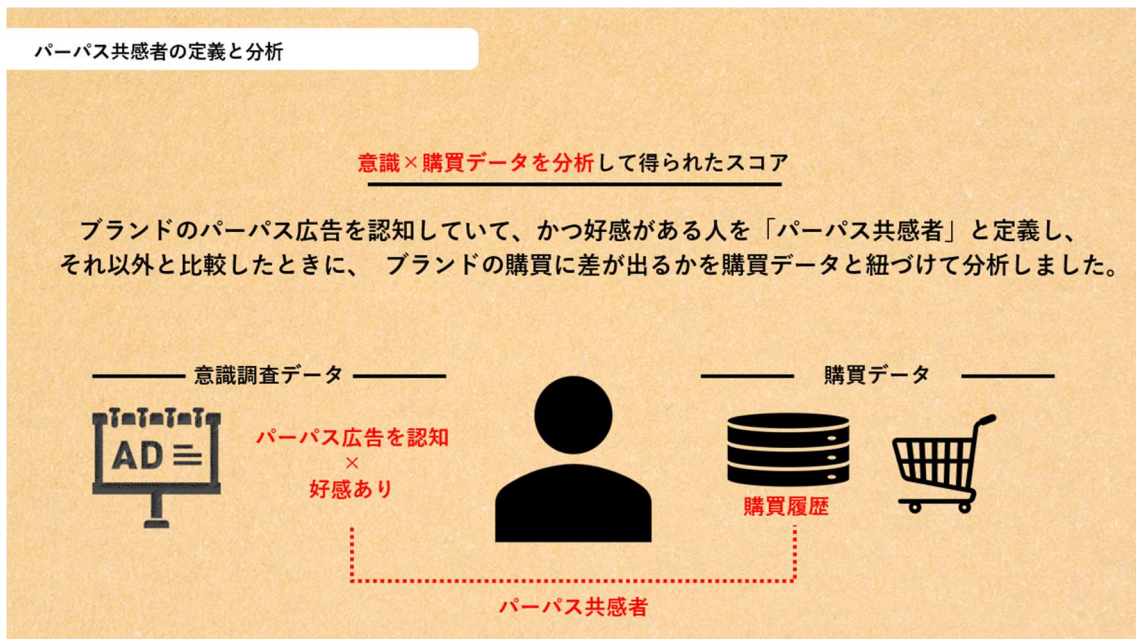 パーパス共感者の定義と分析
意識×購買データを分析して得られたスコア
ブランドのパーパス広告を認知していて、かつ好感がある人を「パーパス共感者」と定義し、
それ以外と比較したときに、 ブランドの購買に差が出るかを購買データと紐づけて分析しました。
意識調査データ
AD
パーパス広告を認知
×
好感あり
購買データ
購買履歴
パーパス共感者